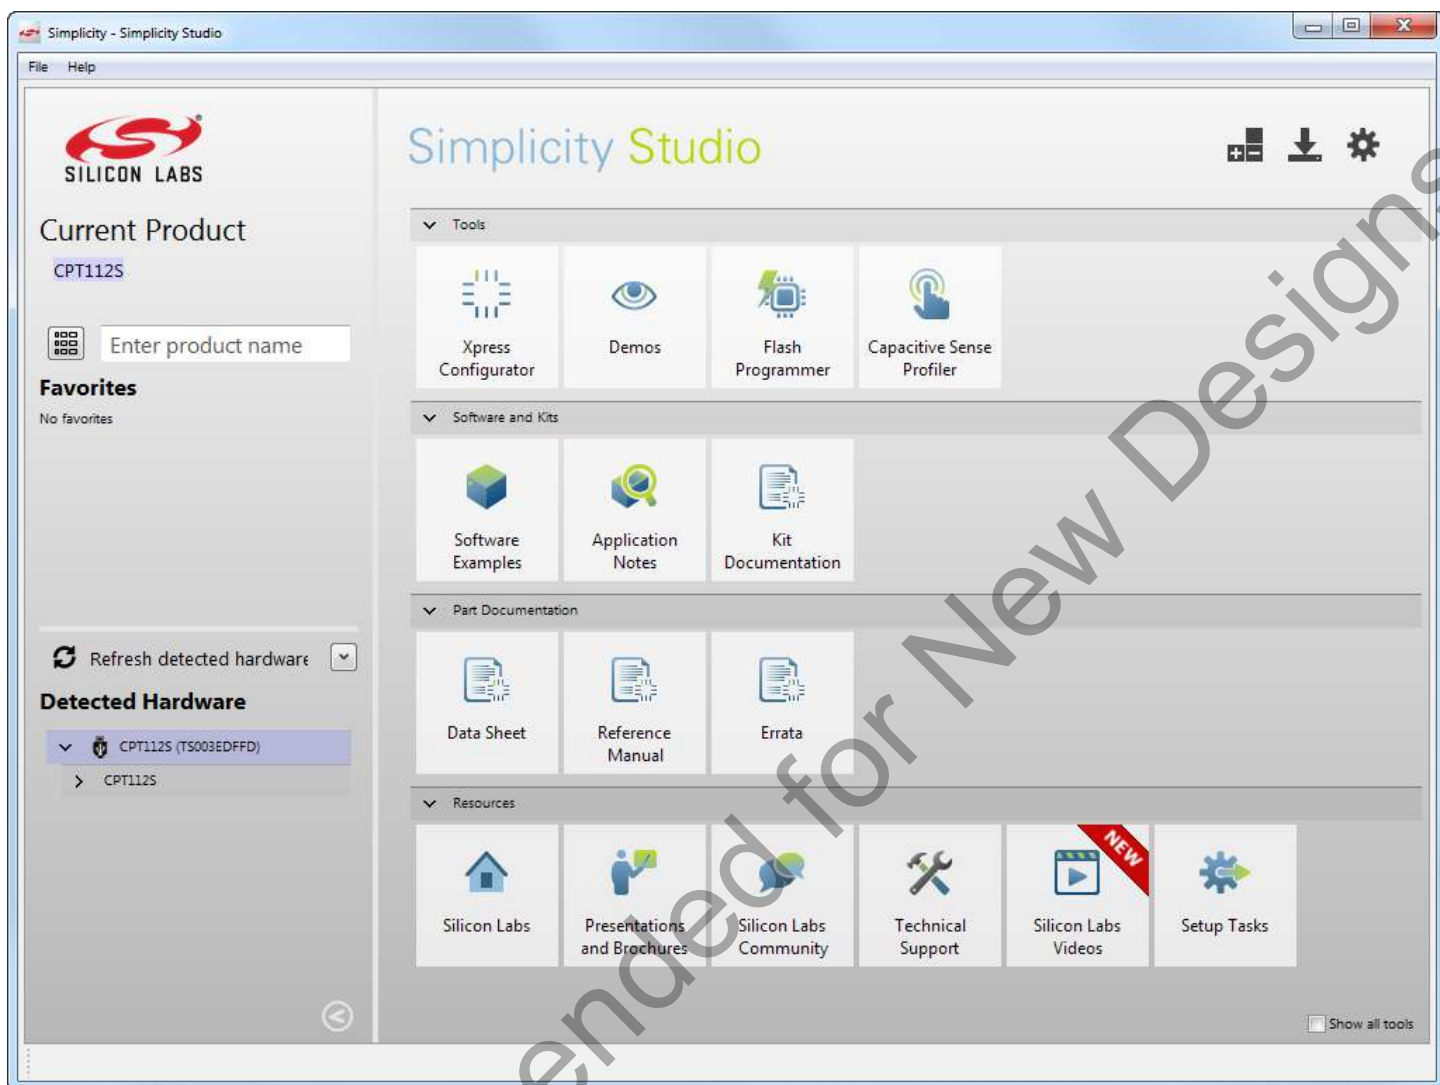 Simplicity - Simplicity Studio
File Help
SILICON LABS
Current Product
CPT112S
Enter product name
Favorites
No favorites
Refresh detected hardware
Detected Hardware
CPT112S (TS003EDFFD)
CPT112S
Simplicity Studio
Tools
Xpress
Configurator
Demos
Flash
Programmer
Capacitive Sense
Profiler
Software and Kits
Software
Examples
Application
Notes
Kit
Documentation
Part Documentation
Data Sheet
Reference
Manual
Errata
Resources
Silicon Labs
Presentations
and Brochures
Silicon Labs
Community
Technical
Support
NEW
Silicon Labs
Videos
Setup Tasks
Show all tools
ended for New Designs